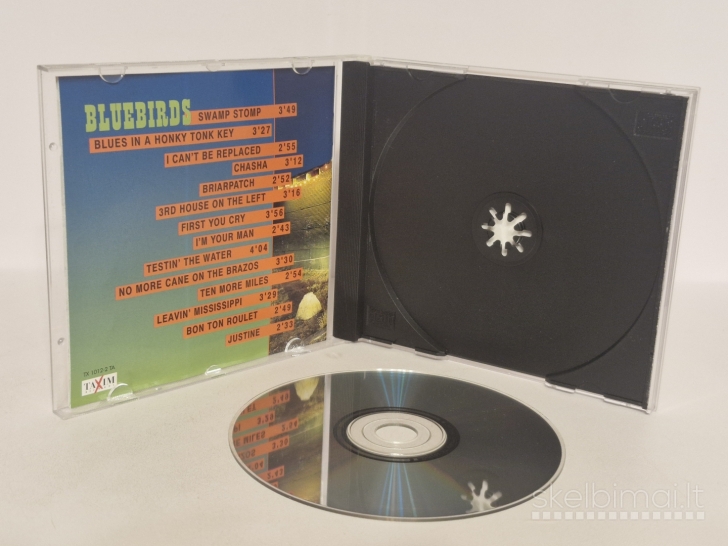 BLUEBIRDS SWAMP STOMP 3'49
BLUES IN A HONKY TONK KEY 3'27
I CAN'T BE REPLACED 2'55
CHASHA 3'12
BRIARPATCH 2'52
3RD HOUSE ON THE LEFT 3'16
FIRST YOU CRY 3'56
I'M YOUR MAN 2'43
TESTIN' THE WATER 4'04
NO MORE CANE ON THE BRAZOS 3'30
TEN MORE MILES 2'54
LEAVIN' MISSISSIPPI 3'29
BON TON ROULET 2'49
JUSTINE 2'33
TAXIM
skelbimai.lt